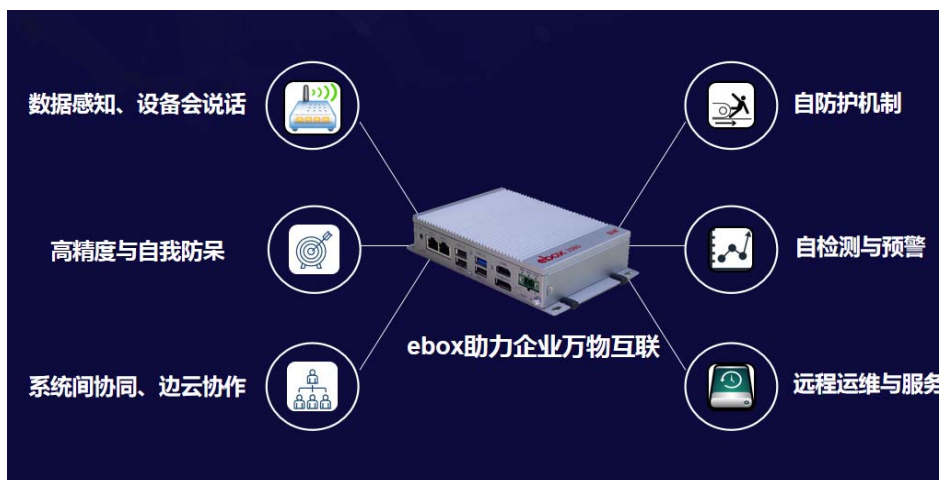 数据感知、设备会说话
自防护机制
高精度与自我防呆
自检测与预警
ebox
ebox助力企业万物互联
系统间协同、边云协作
远程运维与服务